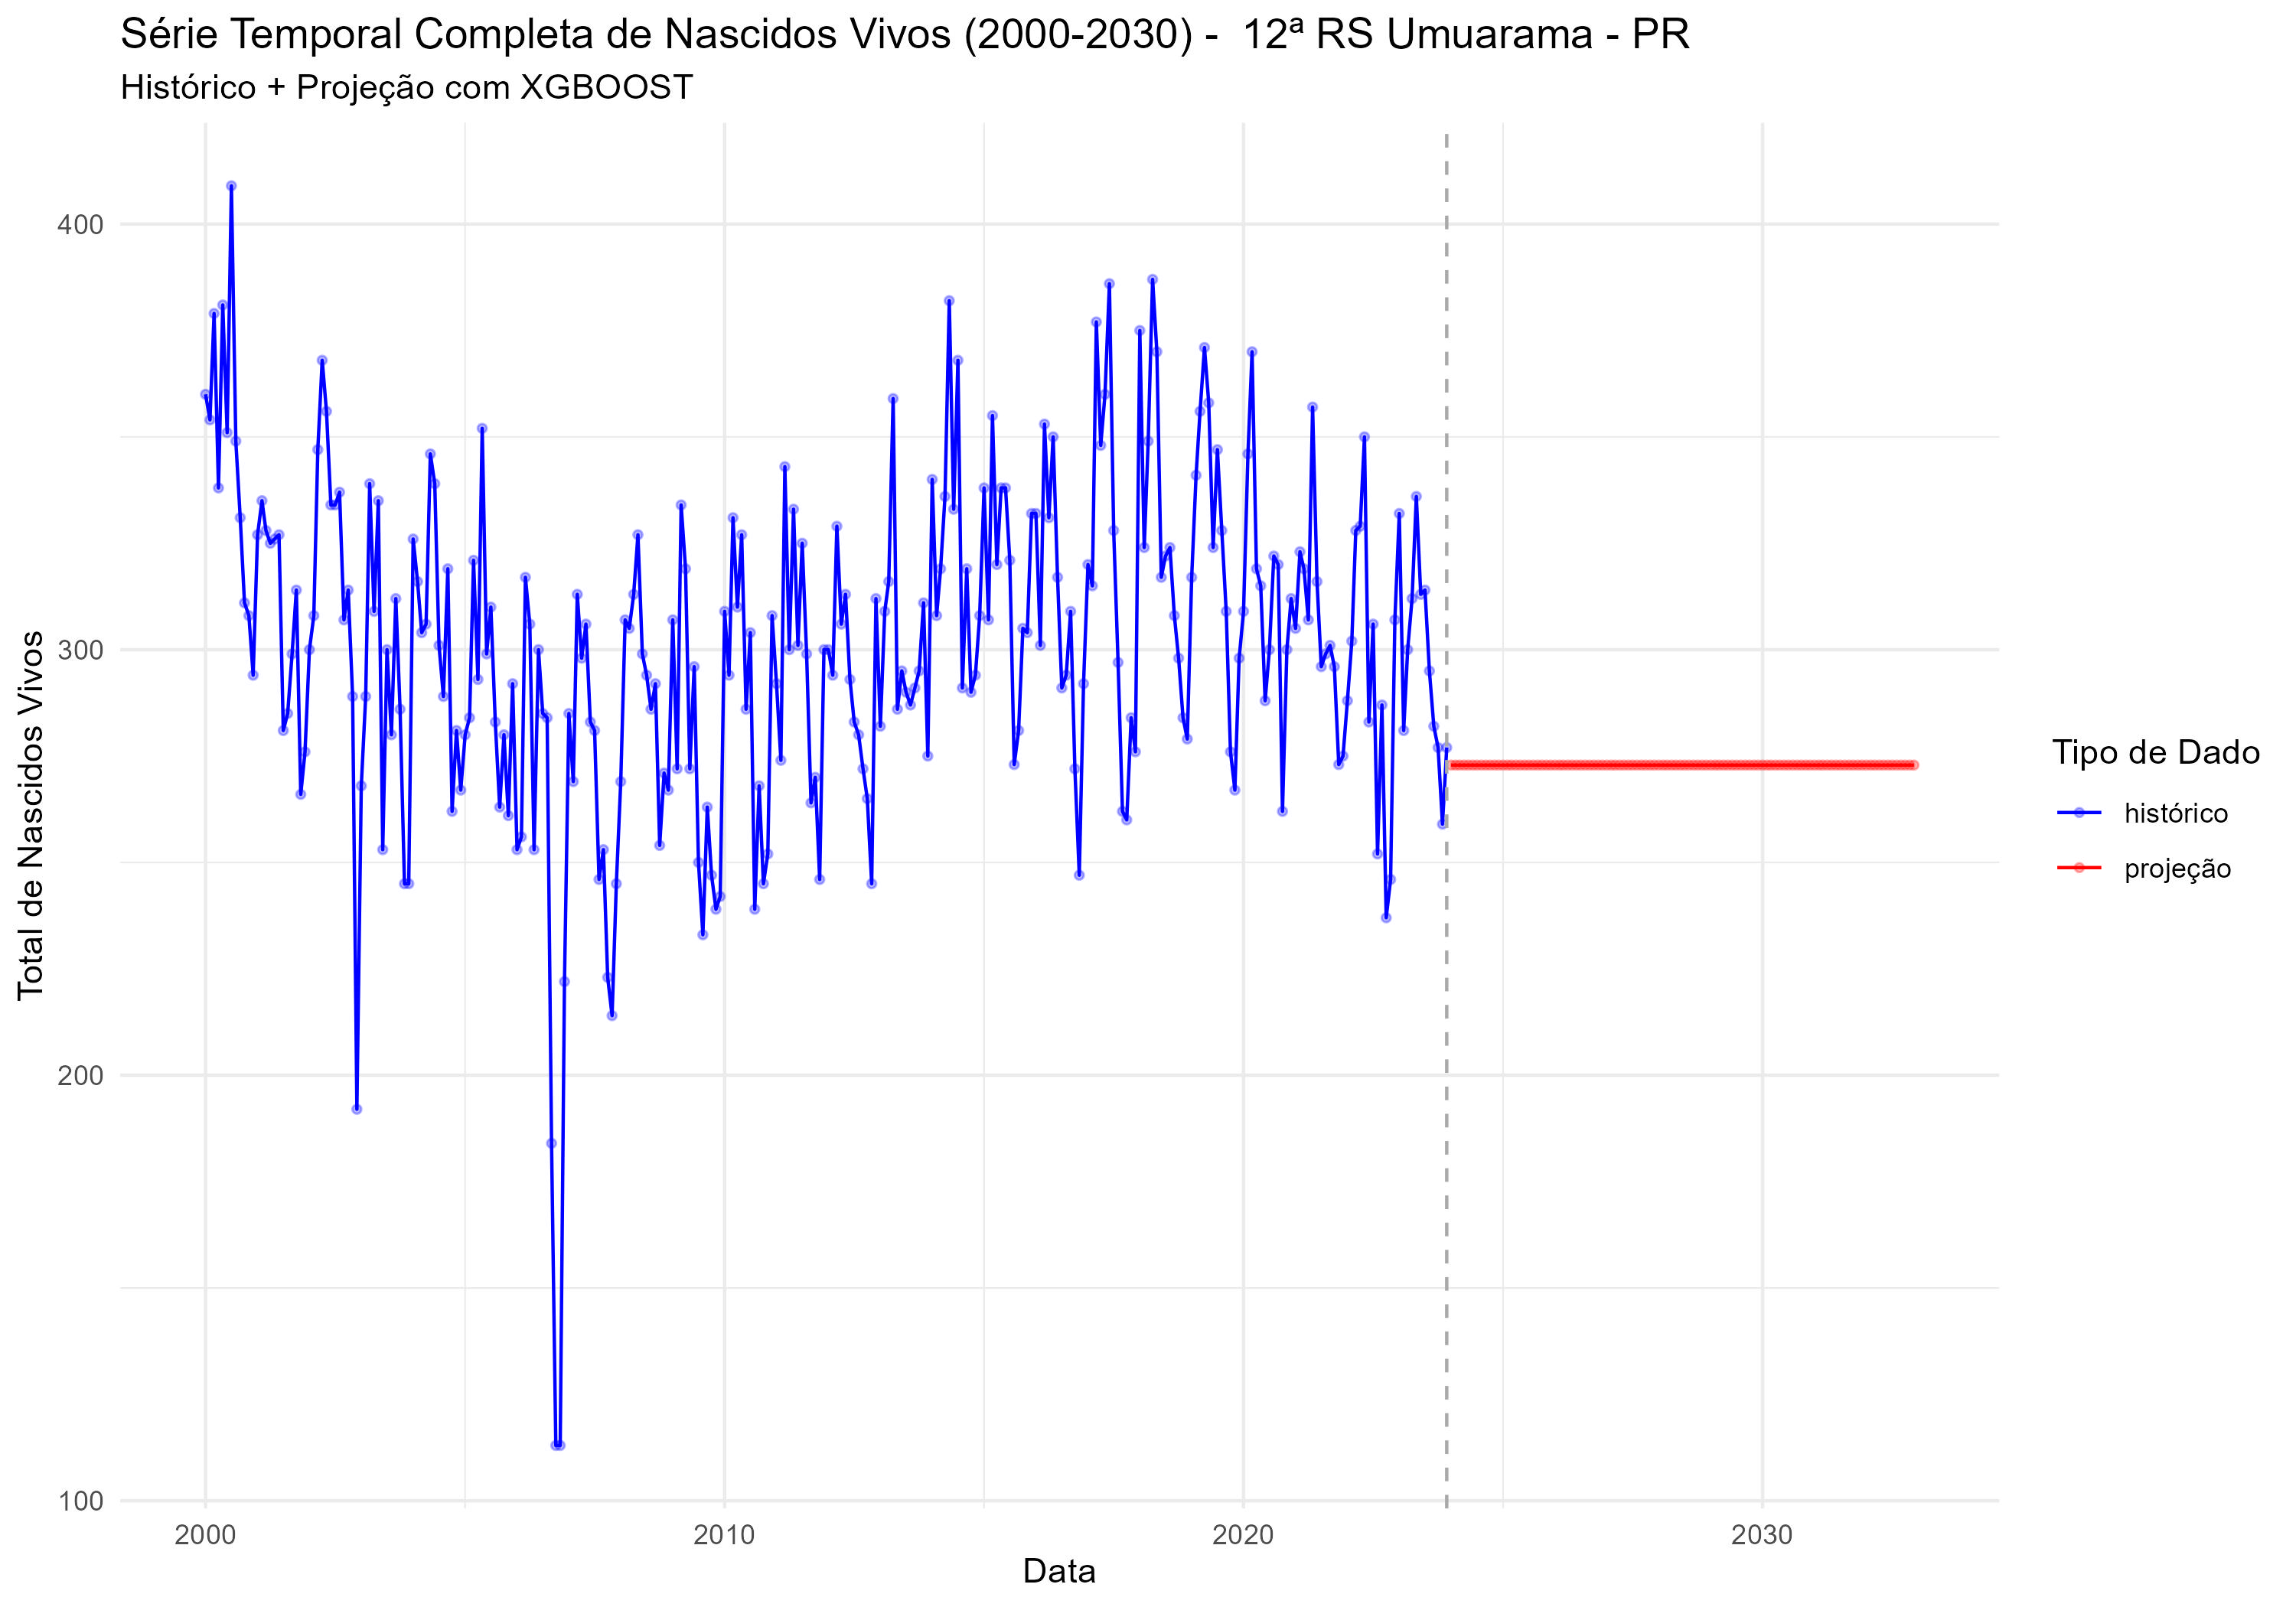 Série Temporal Completa de Nascidos Vivos (2000-2030) -  12ª RS Umuarama - PR
Histórico + Projeção com XGBOOST
Total de Nascidos Vivos
400
300
200
100
2000
2010
2020
2030
Data
Tipo de Dado
histórico
projeção